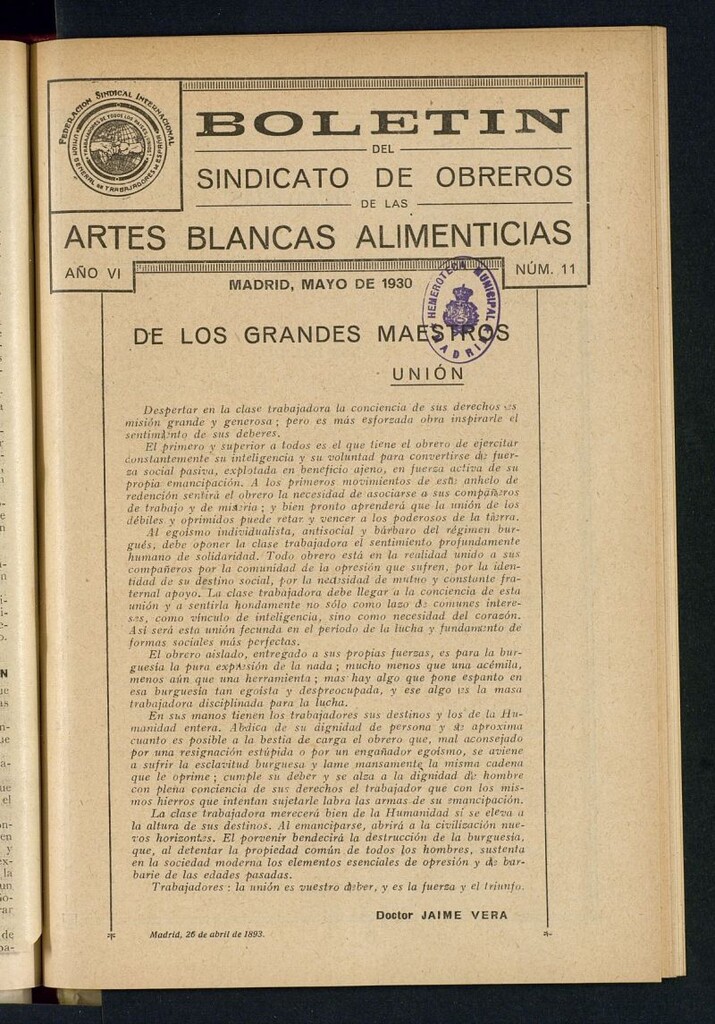 FEDERACIÓN SINDICAL INTERNACIONAL
UNIÓN GENERAL DE TRABAJADORES DE ESPAÑA
BOLETIN
DEL
SINDICATO DE OBREROS
DE LAS
ARTES BLANCAS ALIMENTICIAS
AÑO VI
MADRID, MAYO DE 1930
NÚM. 11
HEMEROTECA MUNICIPAL
MADRID
DE LOS GRANDES MAESTROS
UNIÓN
Despertar en la clase trabajadora la conciencia de sus derechos es
misión grande y generosa; pero es más esforzada obra inspirarle el
sentimiento de sus deberes.
El primero y superior a todos es el que tiene el obrero de ejercitar
constantemente su inteligencia y su voluntad para convertirse de fuer-
za social pasiva, explotada en beneficio ajeno, en fuerza activa de su
propia emancipación. A los primeros movimientos de este anhelo de
redención sentirá el obrero la necesidad de asociarse a sus compañeros
de trabajo y de miseria; y bien pronto aprenderá que la unión de los
débiles y oprimidos puede retar y vencer a los poderosos de la tierra.
Al egoísmo individualista, antisocial y bárbaro del régimen bur-
gués, debe oponer la clase trabajadora el sentimiento profundamente
humano de solidaridad. Todo obrero está en la realidad unido a sus
compañeros por la comunidad de la opresión que sufren, por la iden-
tidad de su destino social, por la necesidad de mutuo y constante fra-
ternal apoyo. La clase trabajadora debe llegar a la conciencia de esta
unión y a sentirla hondamente no sólo como lazo de comunes intere-
ses, como vínculo de inteligencia, sino como necesidad del corazón.
Así será esta unión fecunda en el período de la lucha y fundamento de
formas sociales más perfectas.
El obrero aislado, entregado a sus propias fuerzas, es para la bur-
guesía la pura expresión de la nada; mucho menos que una acémila,
menos aún que una herramienta; mas hay algo que pone espanto en
esa burguesía tan egoísta y despreocupada, y ese algo es la masa
trabajadora disciplinada para la lucha.
En sus manos tienen los trabajadores sus destinos y los de la Hu-
manidad entera. Abdica de su dignidad de persona y se aproxima
cuanto es posible a la bestia de carga el obrero que, mal aconsejado
por una resignación estúpida o por un engañador egoísmo, se aviene
a sufrir la esclavitud burguesa y lame mansamente la misma cadena
que le oprime; cumple su deber y se alza a la dignidad de hombre
con plena conciencia de sus derechos el trabajador que con los mis-
mos hierros que intentan sujetarle labra las armas de su emancipación.
La clase trabajadora merecerá bien de la Humanidad si se eleva a
la altura de sus destinos. Al emanciparse, abrirá a la civilización nue-
vos horizontes. El porvenir bendecirá la destrucción de la burguesía,
que, al detentar la propiedad común de todos los hombres, sustenta
en la sociedad moderna los elementos esenciales de opresión y de bar-
barie de las edades pasadas.
Trabajadores: la unión es vuestro deber, y es la fuerza y el triunfo.
Doctor JAIME VERA
Madrid, 26 de abril de 1893.